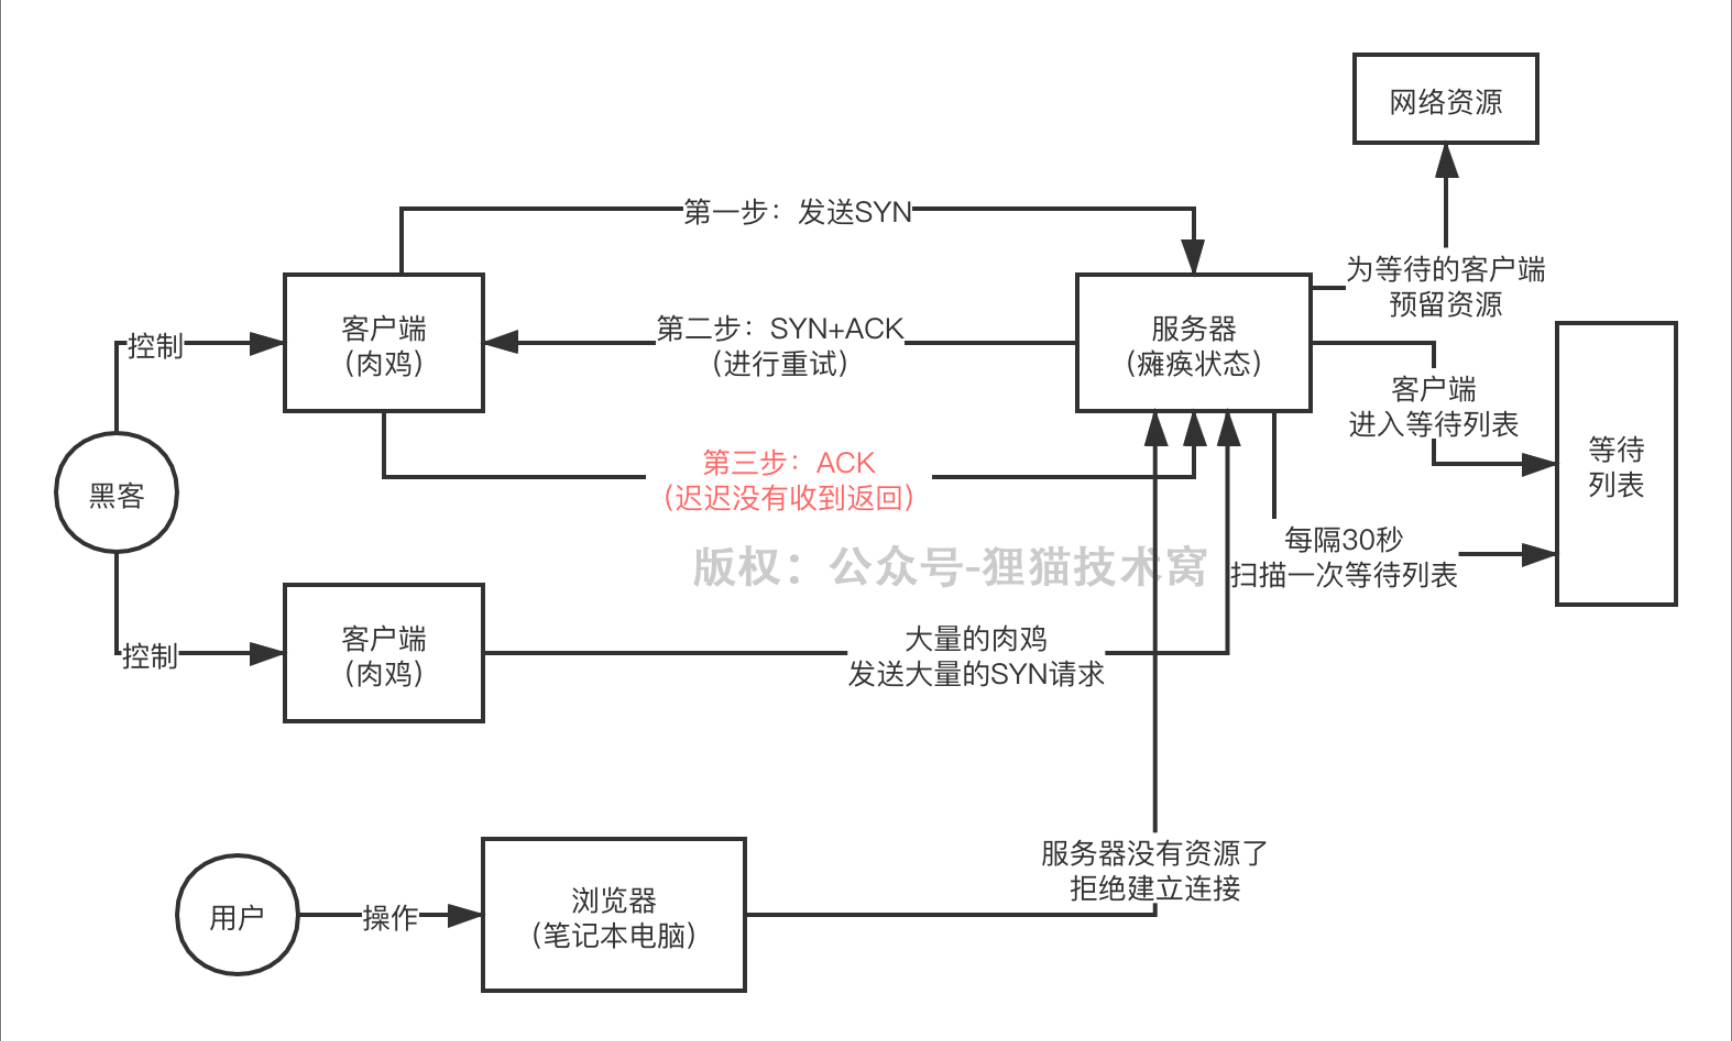 网络资源
第一步：发送SYN
为等待的客户端
预留资源
客户端
（肉鸡）
第二步：SYN+ACK
（进行重试）
服务器
（瘫痪状态）
控制
客户端
进入等待列表
等待
列表
第三步：ACK
（迟迟没有收到返回）
黑客
每隔30秒
扫描一次等待列表
版权：公众号-狸猫技术窝
客户端
（肉鸡）
控制
大量的肉鸡
发送大量的SYN请求
服务器没有资源了
拒绝建立连接
用户
操作
浏览器
（笔记本电脑）